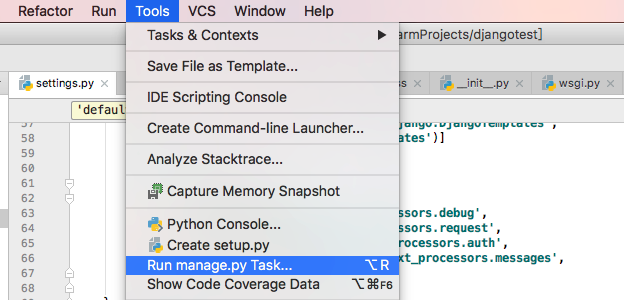 Refactor Run Tools VCS Window Help
Tasks & Contexts
armProjects/djangotest]
Save File as Template...
settings.py
ss
__init__.py
wsgi.py
IDE Scripting Console
'defaul
Create Command-line Launcher...
57
django.DjangoTemplates',
58
ates')]
59
60
Analyze Stacktrace...
61
Capture Memory Snapshot
62
63
ssors.debug',
Python Console...
64
ssors.request',
Create setup.py
65
rocessors.auth',
Run manage.py Task... ⌥R
66
xt_processors.messages',
Show Code Coverage Data ⌥⌘F6
67
68